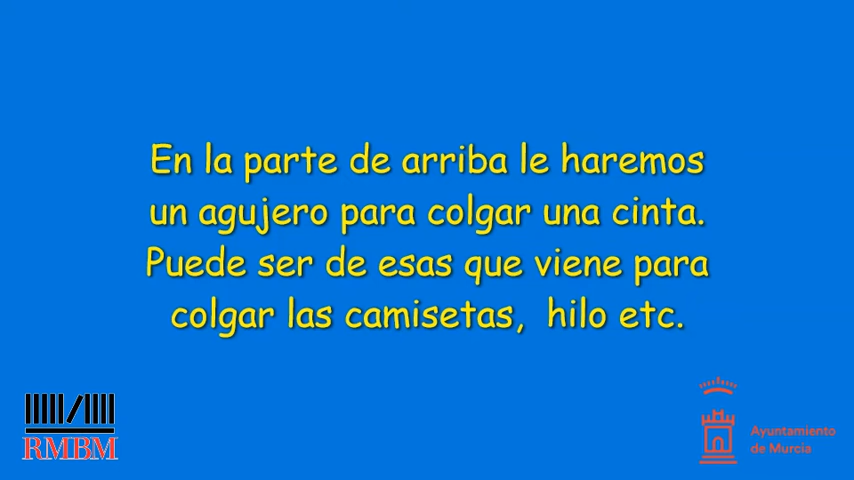 En la parte de arriba le haremos
un agujero para colgar una cinta.
Puede ser de esas que viene para
colgar las camisetas, hilo etc.
RMBM
Ayuntamiento
de Murcia